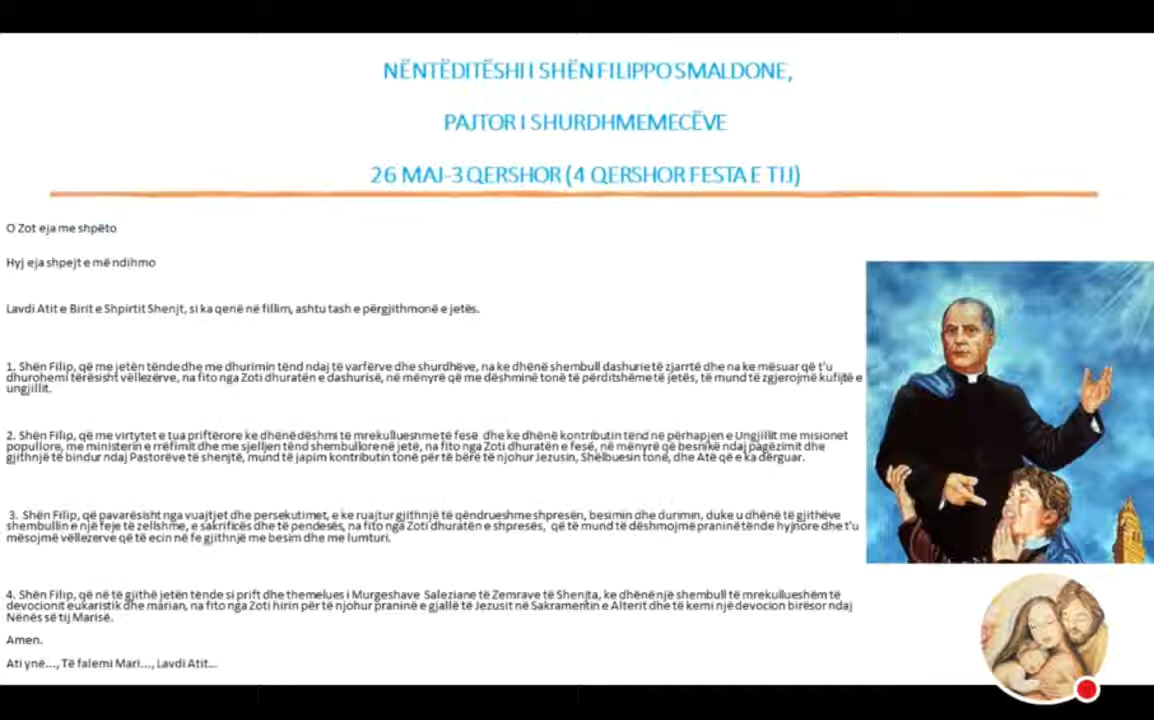 NËNTËDITËSHI I SHËN FILIPPO SMALDONE,
PAJTOR I SHURDHMEMECËVE
26 MAJ-3 QERSHOR (4 QERSHOR FESTA E TIJ)
O Zot eja me shpëto
Hyj eja shpejt e më ndihmo
Lavdi Atit e Birit e Shpirtit Shenjt, si ka qenë në fillim, ashtu tash e përgjithmonë e jetës.
1. Shën Filip, që me jetën tënde dhe me dhurimin tënd ndaj të varfërve dhe shurdhëve, na ke dhënë shembull dashurie të zjarrtë dhe na ke mësuar që t'u
dhurohemi tërësisht vëllezërve, na fito nga Zoti dhuratën e dashurisë, në mënyrë që me dëshminë tonë të përditshëme të jetës, të mund të zgjerojmë kufijtë e
ungjillit.
2. Shën Filip, që me virtytet e tua priftërore ke dhënë dëshmi të mrekullueshme të fesë dhe ke dhënë kontributin tënd në përhapjen e Ungjillit me misionet
popullore, me ministerin e rrëfimit dhe me sjelljen tënd shembullore në jetë, na fito nga Zoti dhuratën e fesë, në mënyrë që besnikë ndaj pagëzimit dhe
gjithnjë të bindur ndaj Pastorëve të shenjtë, mund të japim kontributin tonë për të bërë të njohur Jezusin, Shëlbuesin tonë, dhe Atë që e ka dërguar.
3. Shën Filip, që pavarësisht nga vuajtjet dhe persekutimet, e ke ruajtur gjithnjë të qëndrueshme shpresën, besimin dhe durimin, duke u dhënë të gjithëve
shembullin e një feje të zellshme, e sakrificës dhe të pendesës, na fito nga Zoti dhuratën e shpresës, që të mund të dëshmojmë praninë tënde hyjnore dhe t'u
mësojmë vëllezërve që të ecin në fe gjithnjë me besim dhe me lumturi.
4. Shën Filip, që në të gjithë jetën tënde si prift dhe themelues i Murgeshave Saleziane të Zemrave të Shenjta, ke dhënë një shembull të mrekullueshëm të
devocionit eukaristik dhe marian, na fito nga Zoti hirin për të njohur praninë e gjallë të Jezusit në Sakramentin e Alterit dhe të kemi një devocion birësor ndaj
Nënës së tij Marisë.
Amen.
Ati ynë..., Të falemi Mari..., Lavdi Atit...